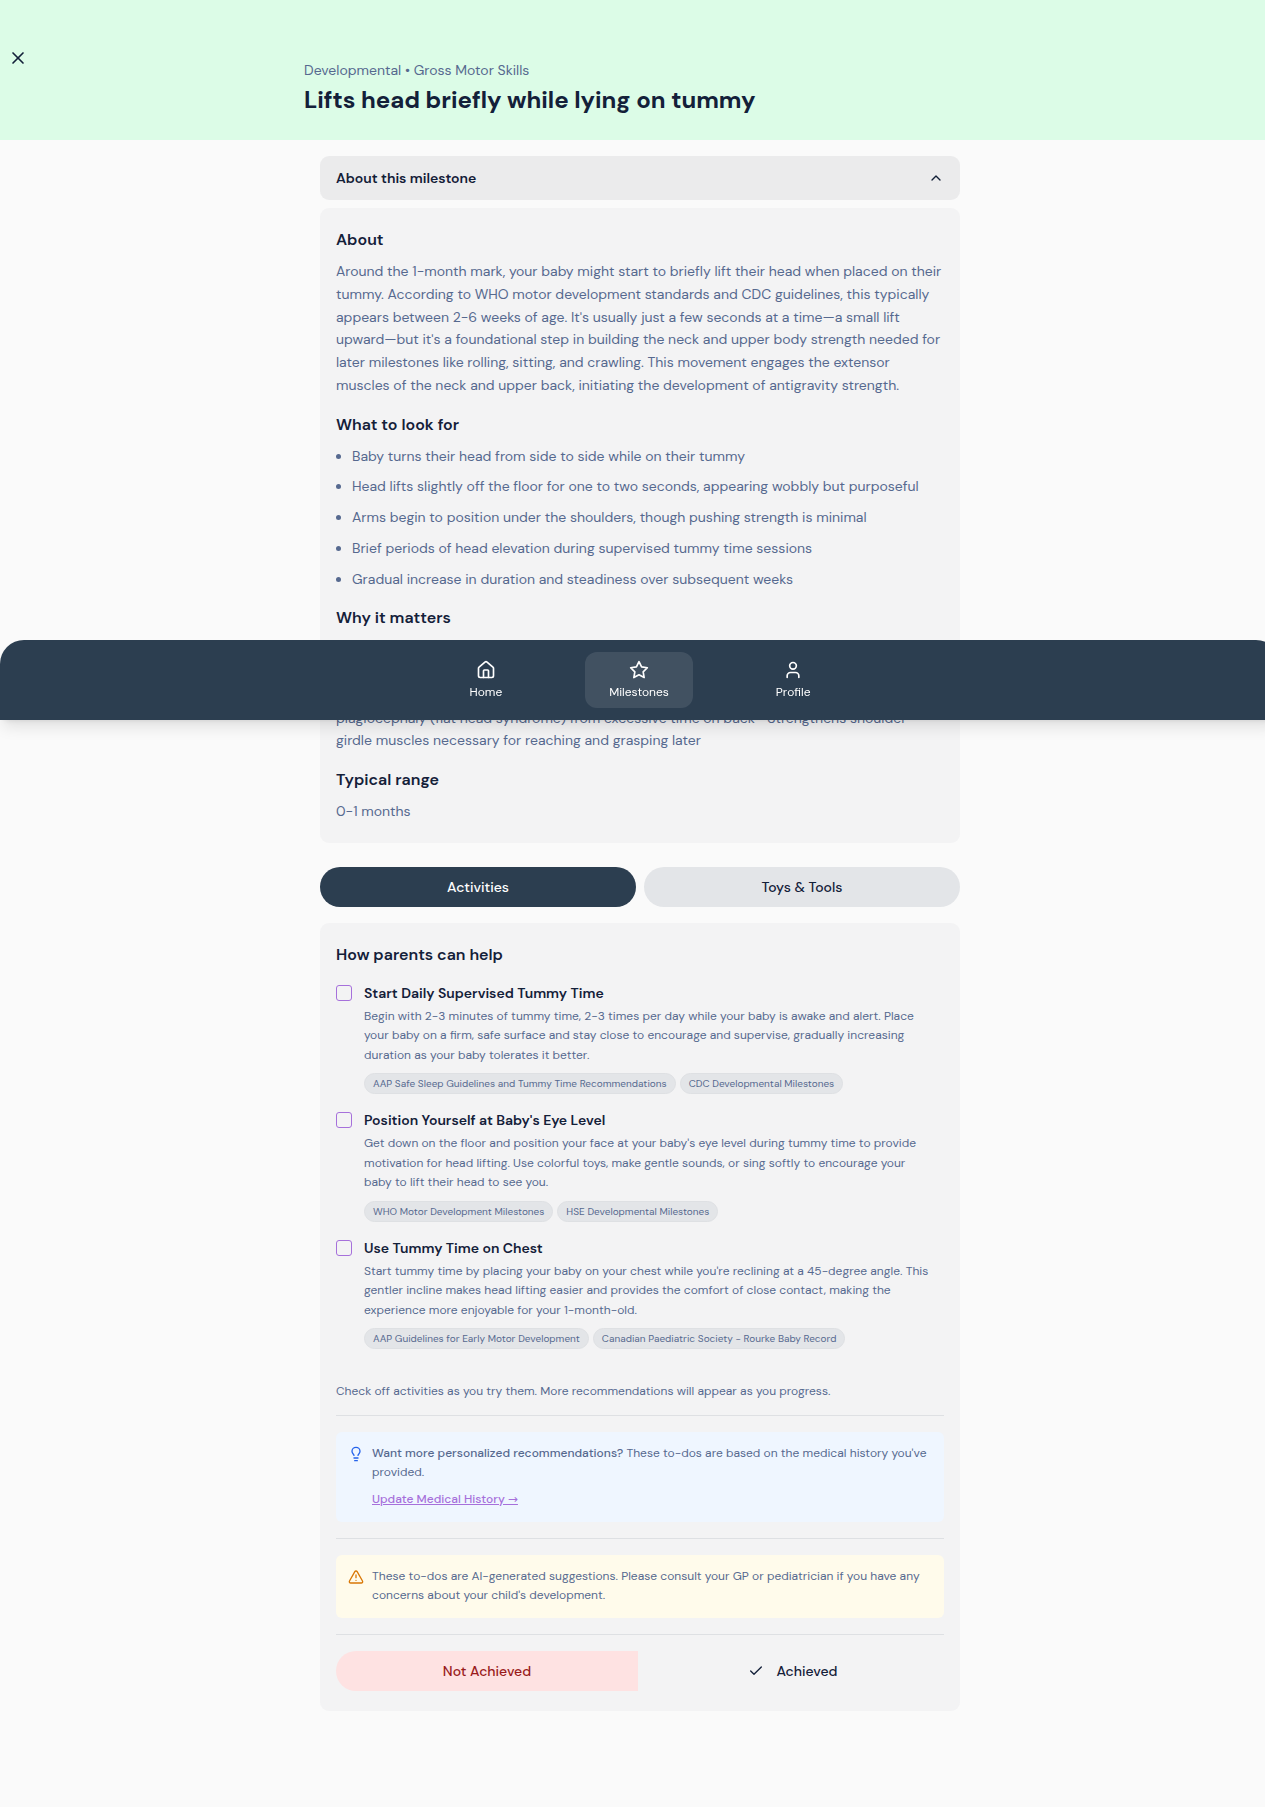 Developmental • Gross Motor Skills
Lifts head briefly while lying on tummy
About this milestone
About
Around the 1-month mark, your baby might start to briefly lift their head when placed on their
tummy. According to WHO motor development standards and CDC guidelines, this typically
appears between 2-6 weeks of age. It's usually just a few seconds at a time—a small lift
upward—but it's a foundational step in building the neck and upper body strength needed for
later milestones like rolling, sitting, and crawling. This movement engages the extensor
muscles of the neck and upper back, initiating the development of antigravity strength.
What to look for
• Baby turns their head from side to side while on their tummy
• Head lifts slightly off the floor for one to two seconds, appearing wobbly but purposeful
• Arms begin to position under the shoulders, though pushing strength is minimal
• Brief periods of head elevation during supervised tummy time sessions
• Gradual increase in duration and steadiness over subsequent weeks
Why it matters
Home
Milestones
Profile
plagiocephaly (flat head syndrome) from excessive time on back - Strengthens shoulder
girdle muscles necessary for reaching and grasping later
Typical range
0-1 months
Activities
Toys & Tools
How parents can help
Start Daily Supervised Tummy Time
Begin with 2-3 minutes of tummy time, 2-3 times per day while your baby is awake and alert. Place
your baby on a firm, safe surface and stay close to encourage and supervise, gradually increasing
duration as your baby tolerates it better.
AAP Safe Sleep Guidelines and Tummy Time Recommendations
CDC Developmental Milestones
Position Yourself at Baby's Eye Level
Get down on the floor and position your face at your baby's eye level during tummy time to provide
motivation for head lifting. Use colorful toys, make gentle sounds, or sing softly to encourage your
baby to lift their head to see you.
WHO Motor Development Milestones
HSE Developmental Milestones
Use Tummy Time on Chest
Start tummy time by placing your baby on your chest while you're reclining at a 45-degree angle. This
gentler incline makes head lifting easier and provides the comfort of close contact, making the
experience more enjoyable for your 1-month-old.
AAP Guidelines for Early Motor Development
Canadian Paediatric Society - Rourke Baby Record
Check off activities as you try them. More recommendations will appear as you progress.
Want more personalized recommendations? These to-dos are based on the medical history you've
provided.
Update Medical History →
These to-dos are AI-generated suggestions. Please consult your GP or pediatrician if you have any
concerns about your child's development.
Not Achieved
Achieved